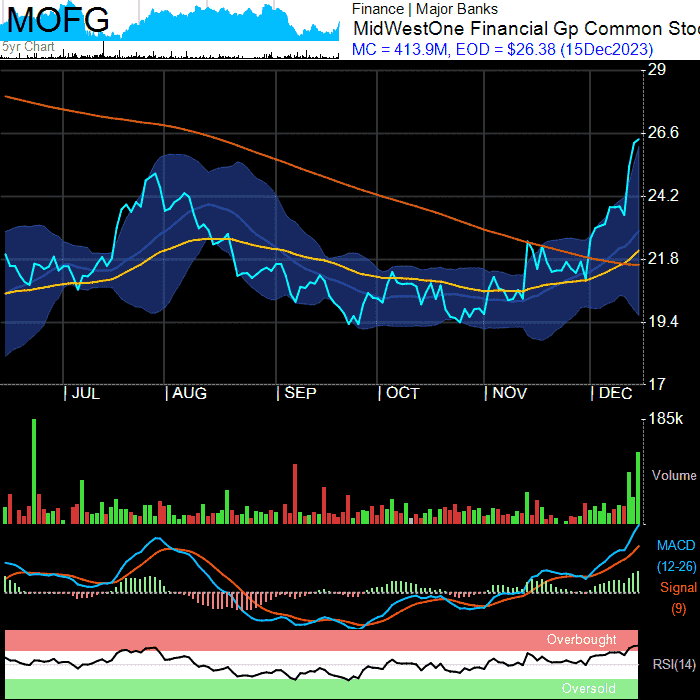 MOFG
5yr Chart
Finance | Major Banks
MidWestOne Financial Gp Common Stoc
MC = 413.9M, EOD = $26.38 (15Dec2023)
29
26.6
24.2
21.8
19.4
17
| JUL | AUG | SEP | OCT | NOV | DEC
185k
Volume
MACD
(12-26)
Signal
(9)
Overbought
RSI(14)
Oversold